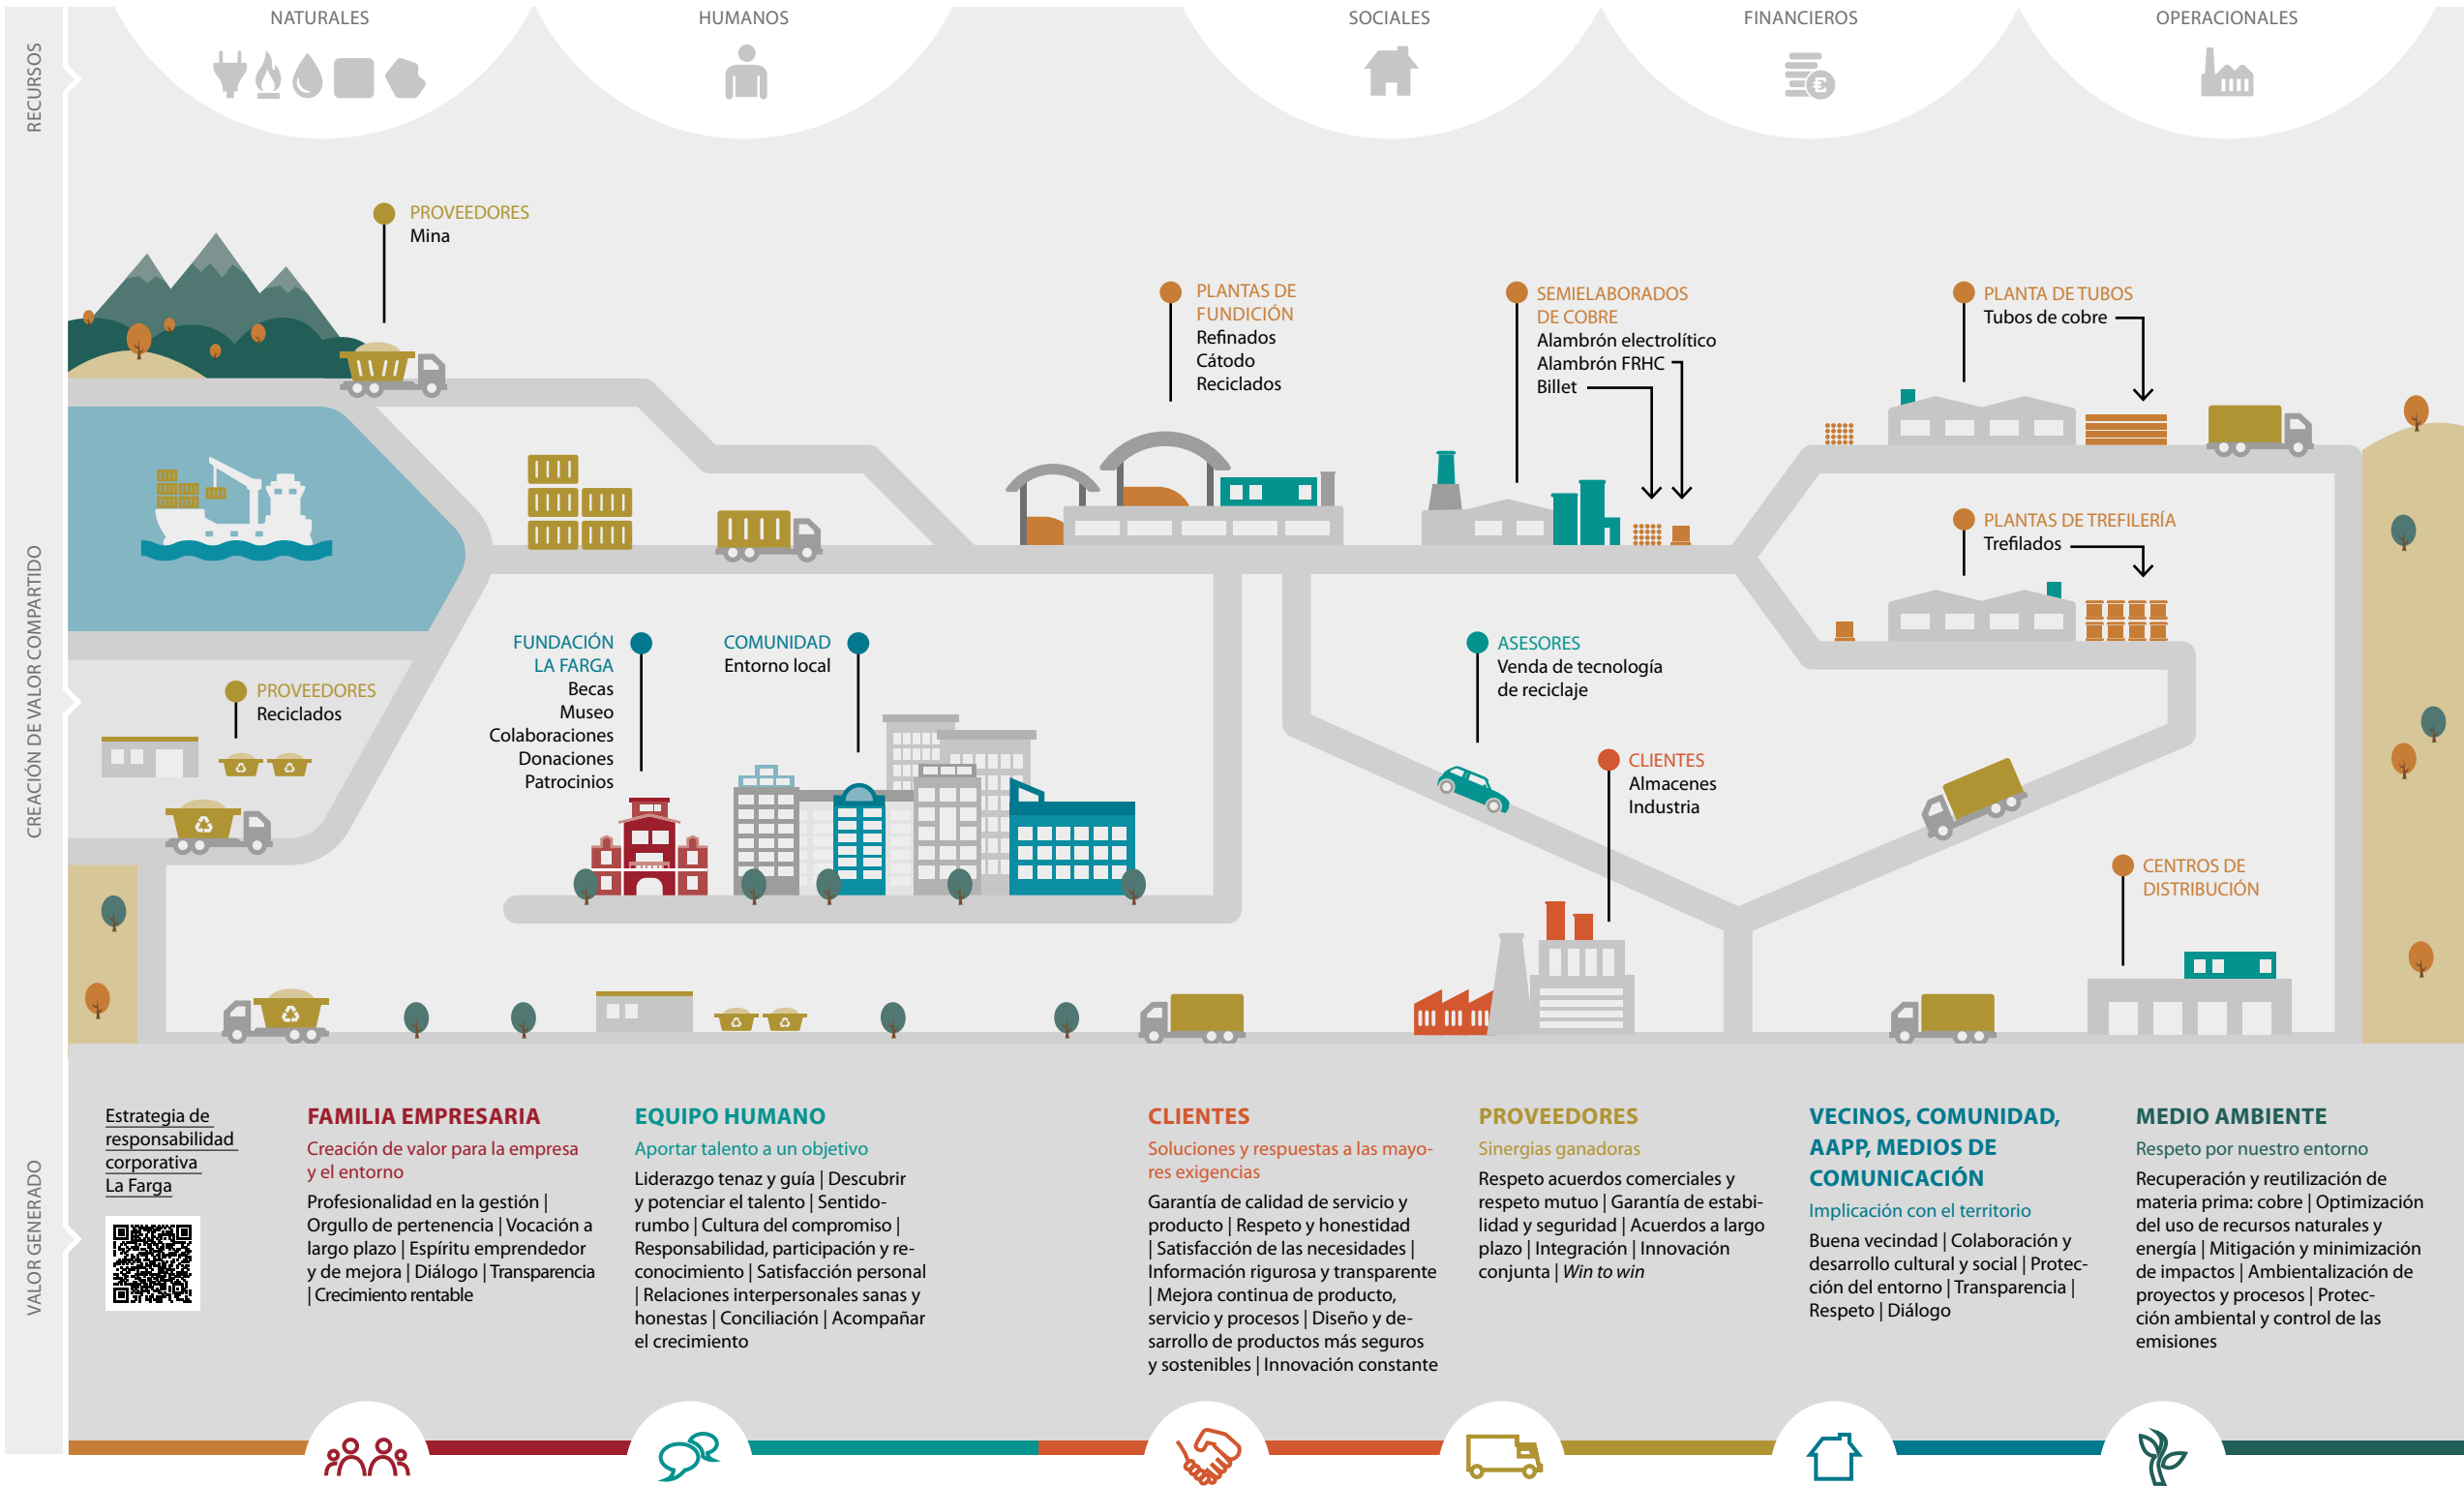 NATURALES
HUMANOS
SOCIALES
FINANCIEROS
OPERACIONALES
RECURSOS
PROVEEDORES
Mina
PLANTAS DE
FUNDICIÓN
Refinados
Cátodo
Reciclados
SEMIELABORADOS
DE COBRE
Alambrón electrolítico
Alambrón FRHC
Billet
PLANTA DE TUBOS
Tubos de cobre
PLANTAS DE TREFILERÍA
Trefilados
CREACIÓN DE VALOR COMPARTIDO
FUNDACIÓN
LA FARGA
Becas
Museo
Colaboraciones
Donaciones
Patrocinios
COMUNIDAD
Entorno local
ASESORES
Venda de tecnología
de reciclaje
PROVEEDORES
Reciclados
CLIENTES
Almacenes
Industria
CENTROS DE
DISTRIBUCIÓN
VALOR GENERADO
Estrategia de
responsabilidad
corporativa
La Farga
FAMILIA EMPRESARIA
Creación de valor para la empresa
y el entorno
Profesionalidad en la gestión |
Orgullo de pertenencia | Vocación a
largo plazo | Espíritu emprendedor
y de mejora | Diálogo | Transparencia
| Crecimiento rentable
EQUIPO HUMANO
Aportar talento a un objetivo
Liderazgo tenaz y guía | Descubrir
y potenciar el talento | Sentido-
rumbo | Cultura del compromiso |
Responsabilidad, participación y re-
conocimiento | Satisfacción personal
| Relaciones interpersonales sanas y
honestas | Conciliación | Acompañar
el crecimiento
CLIENTES
Soluciones y respuestas a las mayo-
res exigencias
Garantía de calidad de servicio y
producto | Respeto y honestidad
| Satisfacción de las necesidades |
Información rigurosa y transparente
| Mejora continua de producto,
servicio y procesos | Diseño y de-
sarrollo de productos más seguros
y sostenibles | Innovación constante
PROVEEDORES
Sinergias ganadoras
Respeto acuerdos comerciales y
respeto mutuo | Garantía de estabi-
lidad y seguridad | Acuerdos a largo
plazo | Integración | Innovación
conjunta | Win to win
VECINOS, COMUNIDAD,
AAPP, MEDIOS DE
COMUNICACIÓN
Implicación con el territorio
Buena vecindad | Colaboración y
desarrollo cultural y social | Protec-
ción del entorno | Transparencia |
Respeto | Diálogo
MEDIO AMBIENTE
Respeto por nuestro entorno
Recuperación y reutilización de
materia prima: cobre | Optimización
del uso de recursos naturales y
energía | Mitigación y minimización
de impactos | Ambientalización de
proyectos y procesos | Protec-
ción ambiental y control de las
emisiones